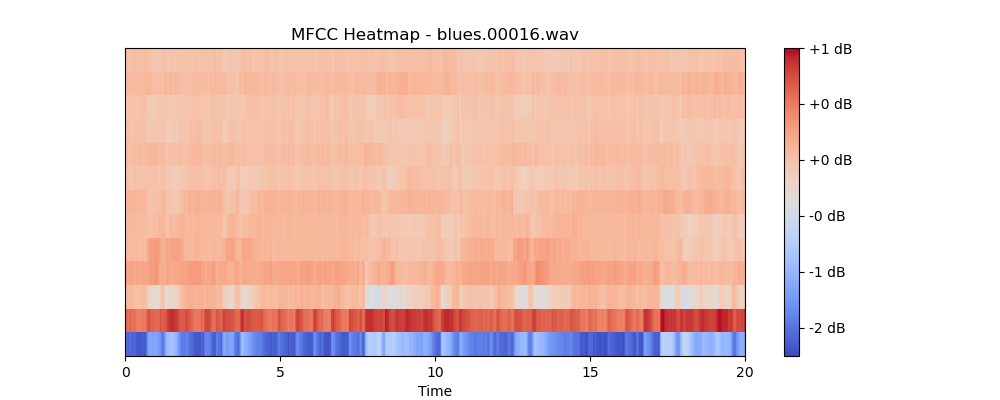 MFCC Heatmap - blues.00016.wav
+1 dB
+0 dB
+0 dB
-0 dB
-1 dB
-2 dB
0 5 10 15 20
Time